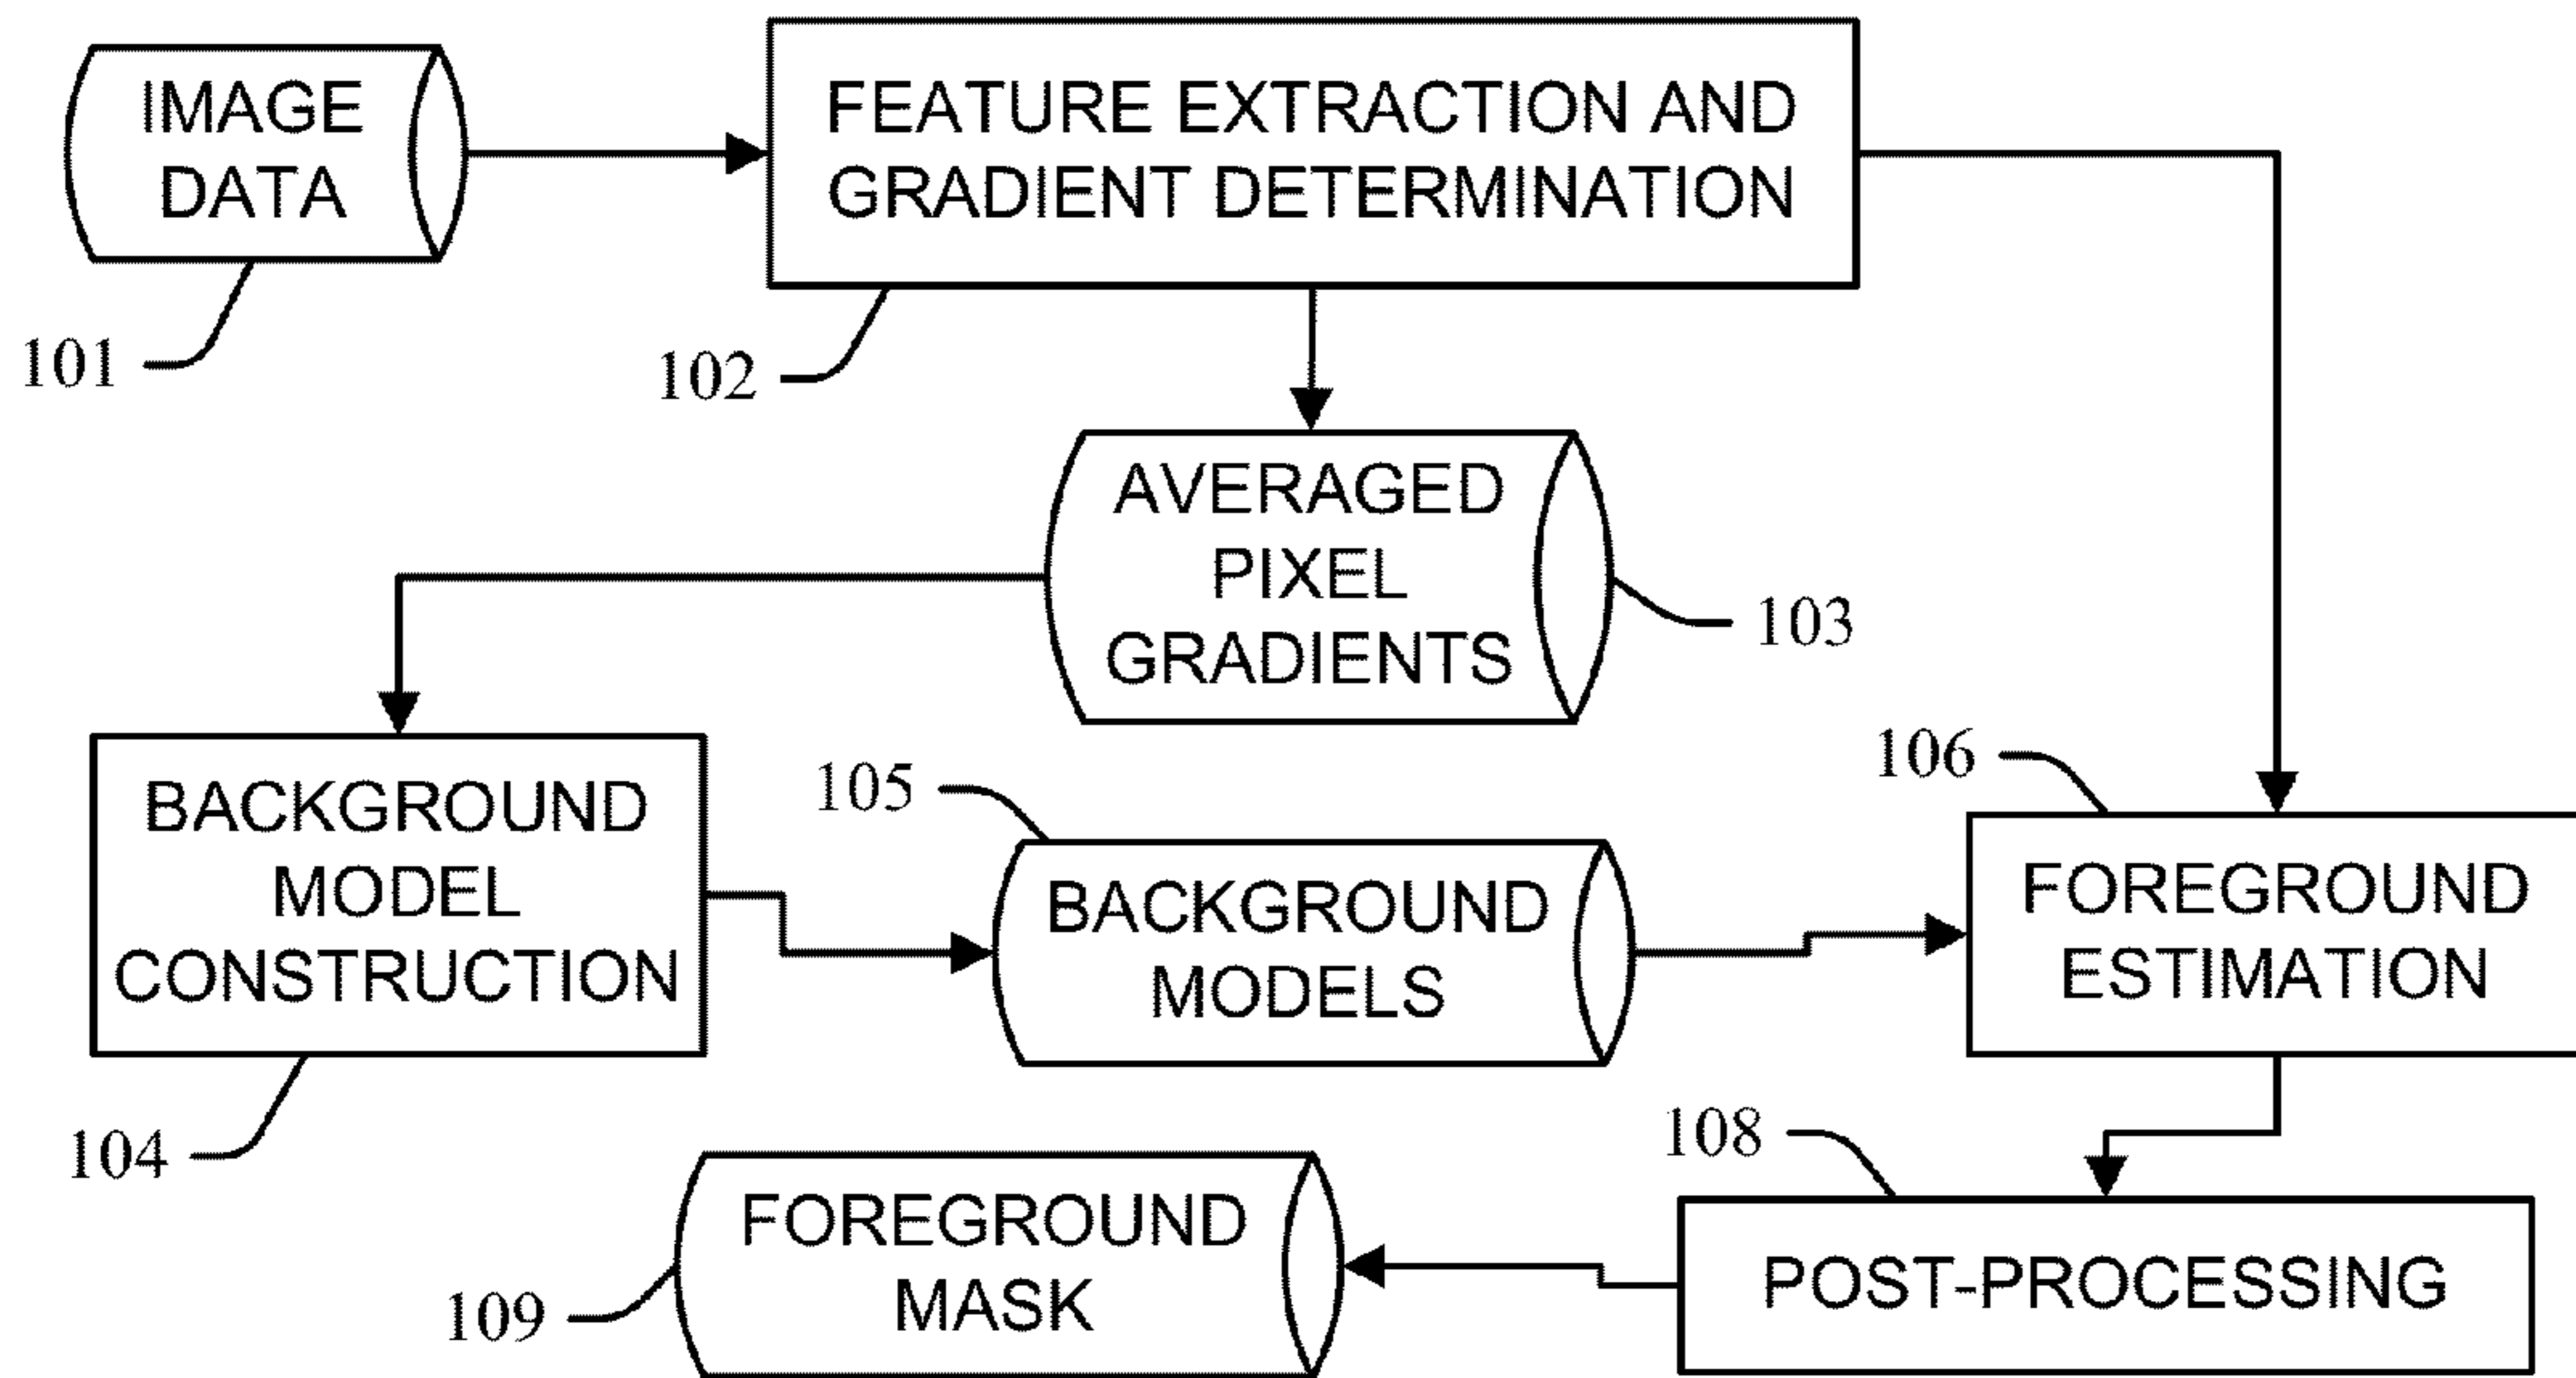 IMAGE
DATA
101
FEATURE EXTRACTION AND
GRADIENT DETERMINATION
102
AVERAGED
PIXEL
GRADIENTS
103
BACKGROUND
MODEL
CONSTRUCTION
104
105
BACKGROUND
MODELS
106
FOREGROUND
ESTIMATION
108
POST-PROCESSING
FOREGROUND
MASK
109